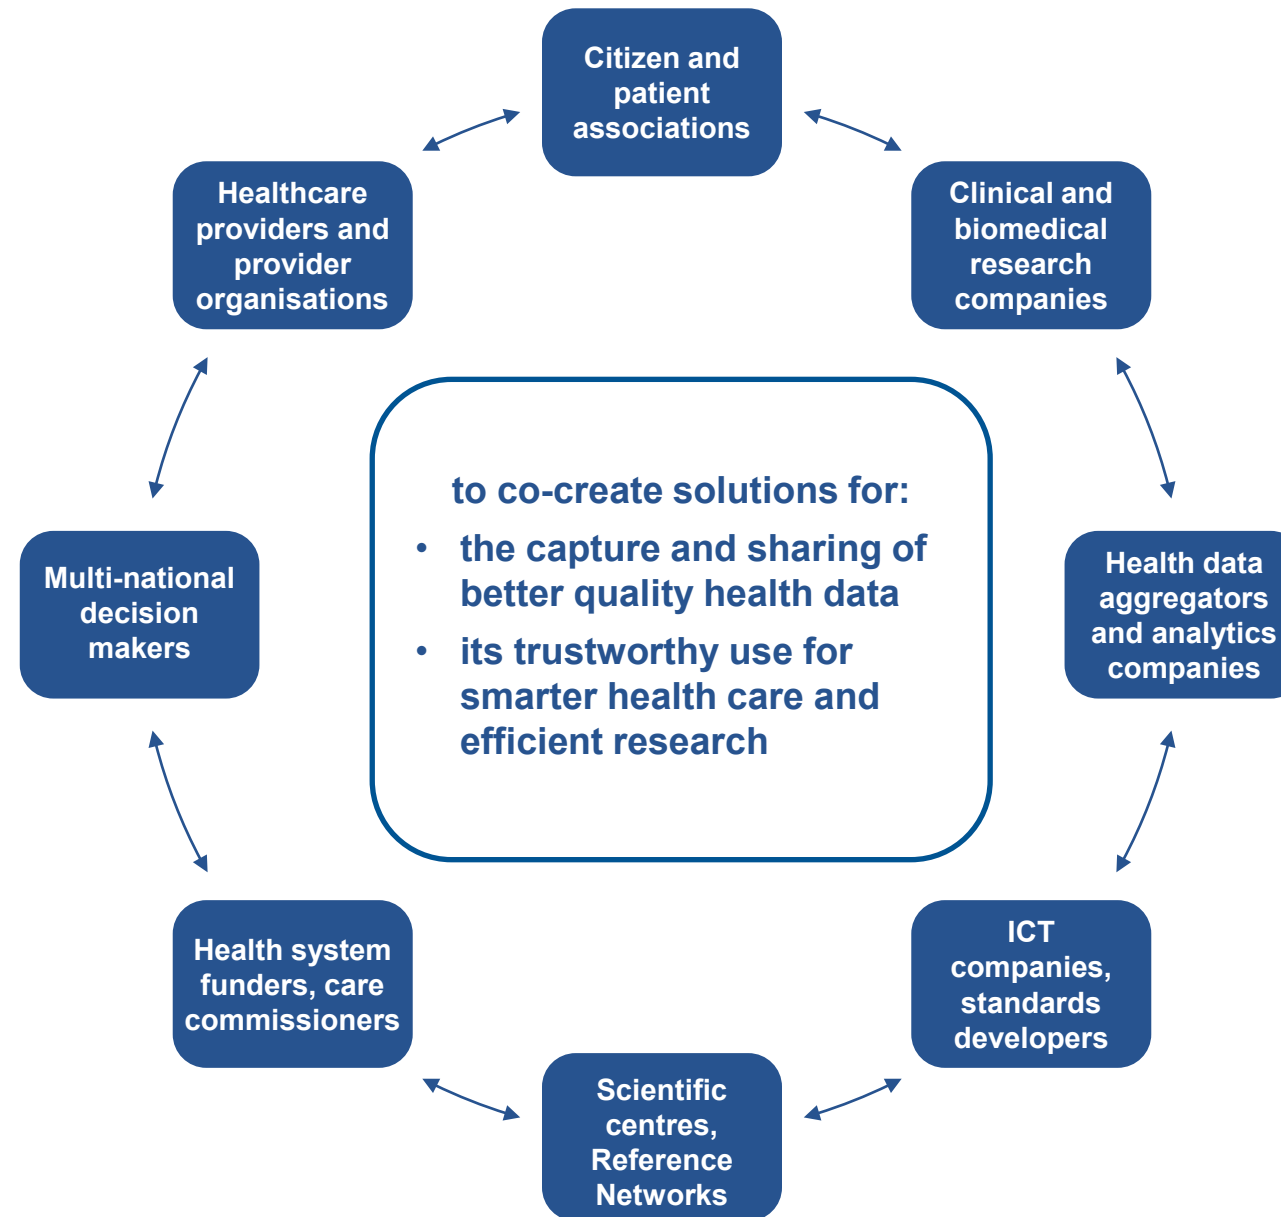 Citizen and
patient
associations
Clinical and
biomedical
research
companies
Health data
aggregators
and analytics
companies
ICT
companies,
standards
developers
Scientific
centres,
Reference
Networks
Health system
funders, care
commissioners
Multi-national
decision
makers
Healthcare
providers and
provider
organisations
to co-create solutions for:
• the capture and sharing of
better quality health data
• its trustworthy use for
smarter health care and
efficient research